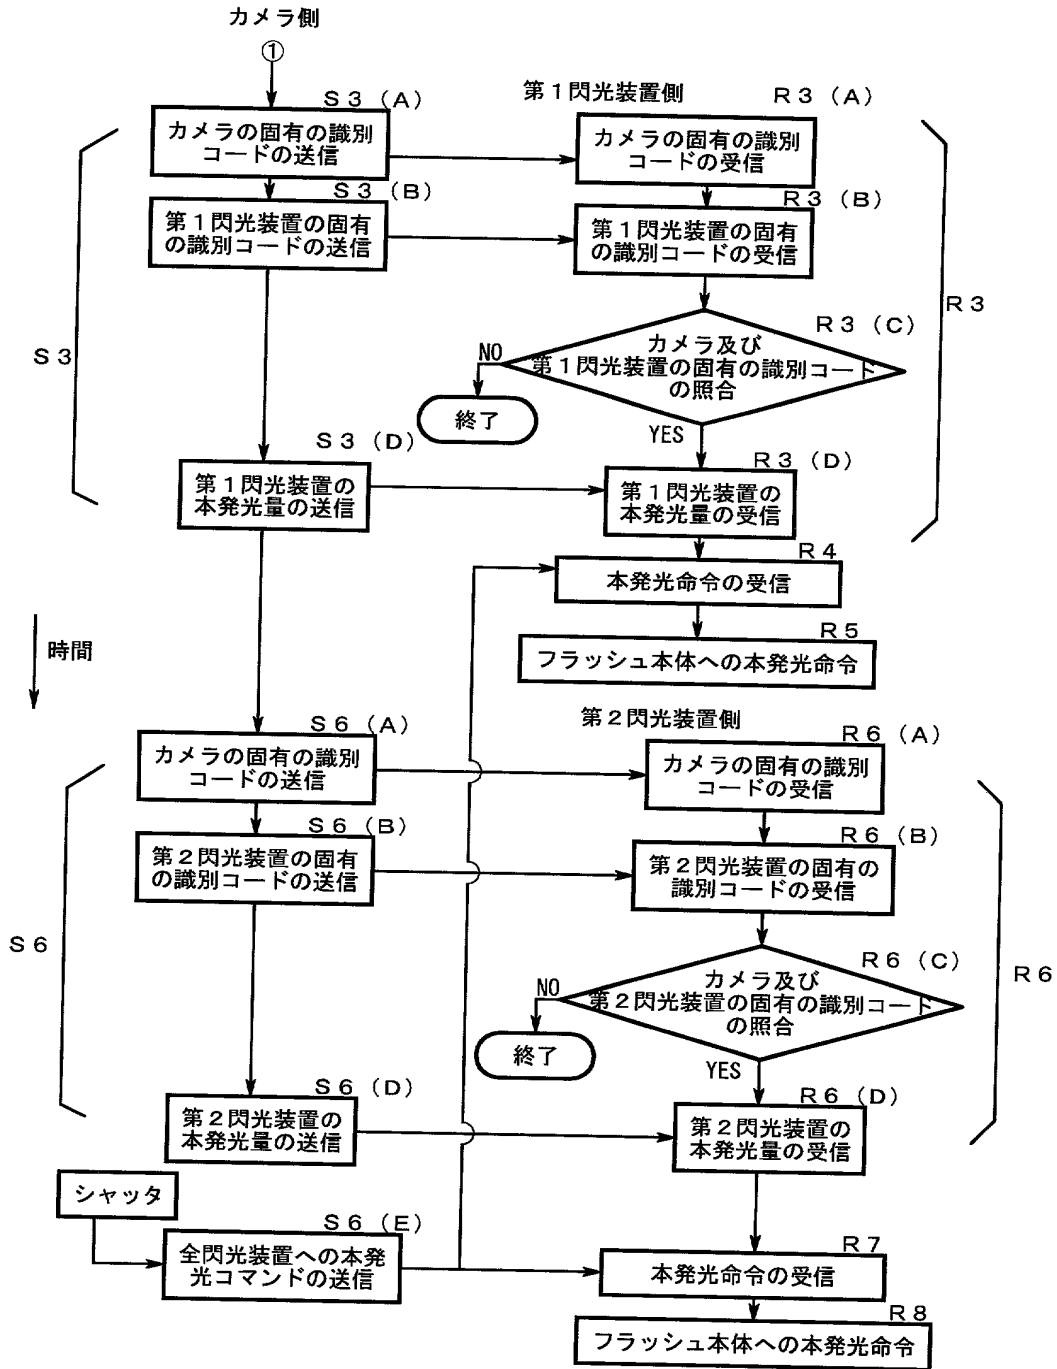 カメラ側
①
S3(A)
カメラの固有の識別
コードの送信
第1閃光装置側
R3(A)
カメラの固有の識別
コードの受信
S3(B)
第1閃光装置の固有
の識別コードの送信
R3(B)
第1閃光装置の固有
の識別コードの受信
S3
R3
R3(C)
カメラ及び
第1閃光装置の固有の識別コード
の照合
NO
終了
YES
S3(D)
第1閃光装置の
本発光量の送信
R3(D)
第1閃光装置の
本発光量の受信
R4
本発光命令の受信
R5
フラッシュ本体への本発光命令
時間
第2閃光装置側
S6(A)
カメラの固有の識別
コードの送信
R6(A)
カメラの固有の識別
コードの受信
S6(B)
第2閃光装置の固有
の識別コードの送信
R6(B)
第2閃光装置の固有の
識別コードの受信
S6
R6
R6(C)
カメラ及び
第2閃光装置の固有の識別コード
の照合
NO
終了
YES
S6(D)
第2閃光装置の
本発光量の送信
R6(D)
第2閃光装置の
本発光量の受信
シャッタ
S6(E)
全閃光装置への本発
光コマンドの送信
R7
本発光命令の受信
R8
フラッシュ本体への本発光命令